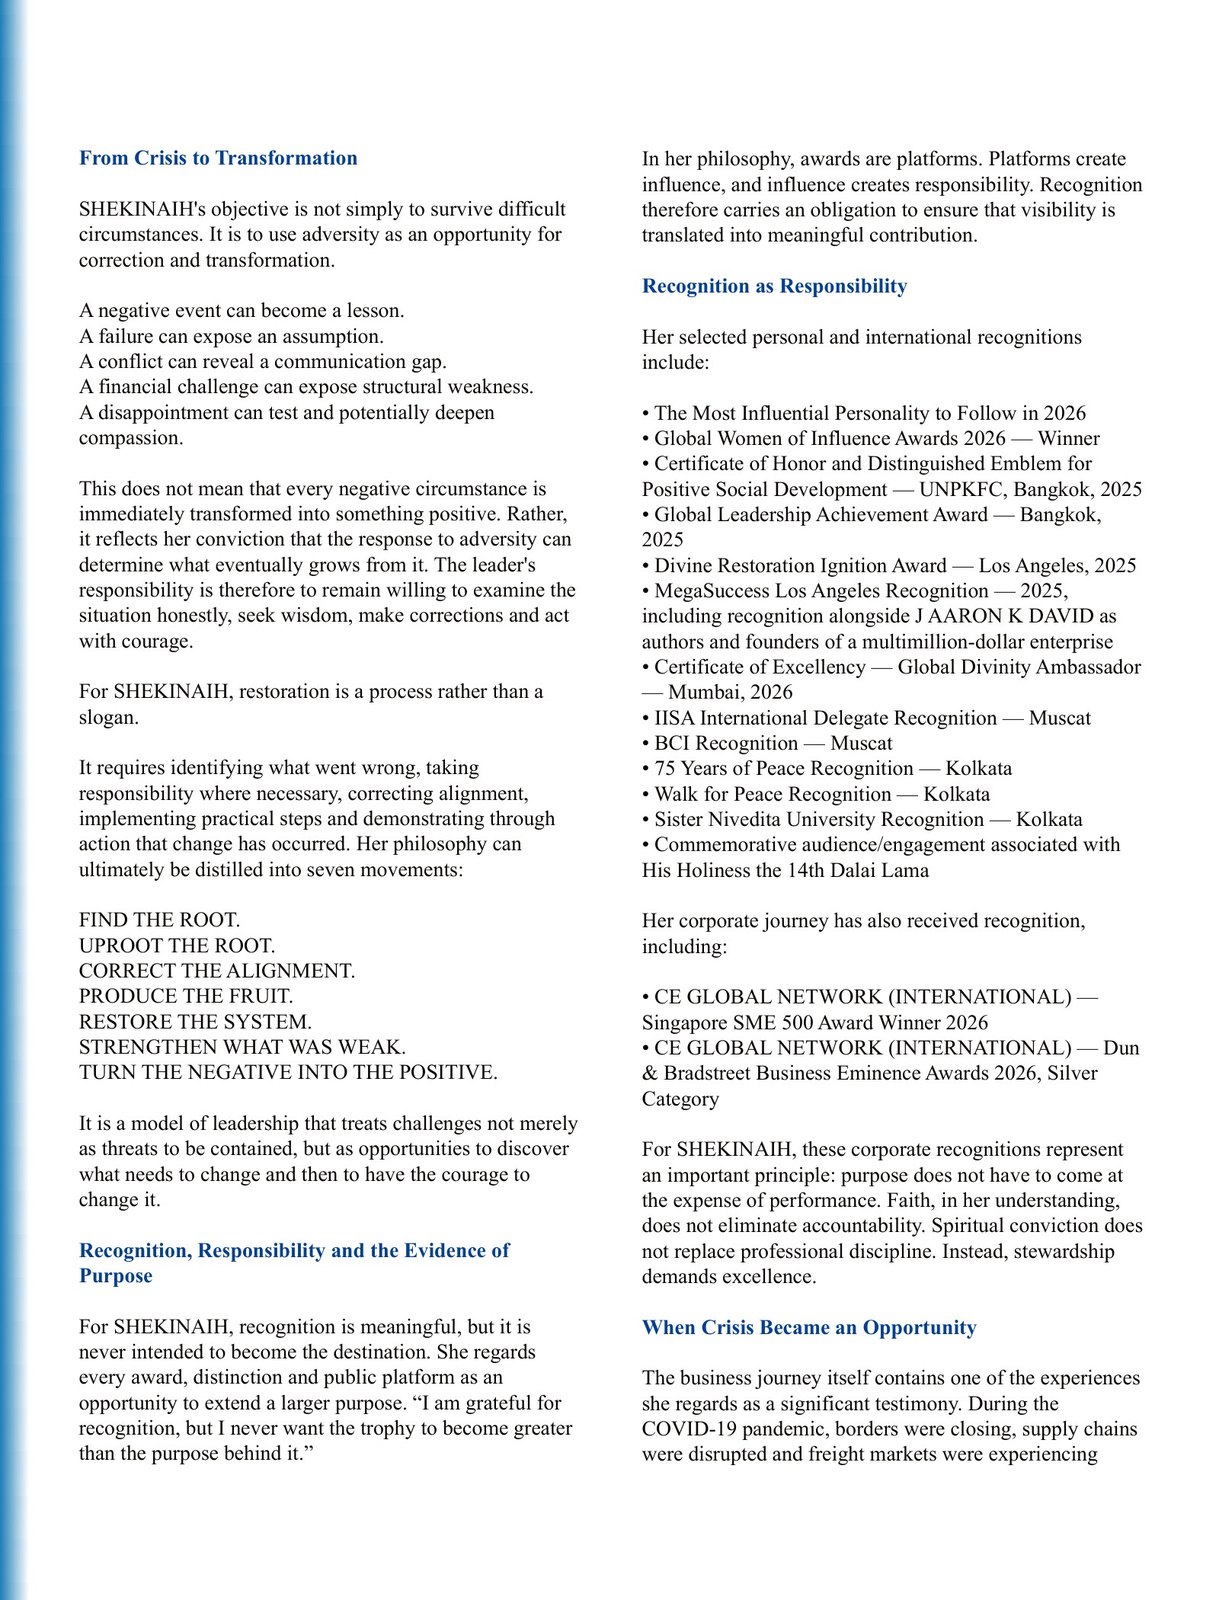 From Crisis to Transformation
SHEKINAIH's objective is not simply to survive difficult
circumstances. It is to use adversity as an opportunity for
correction and transformation.
A negative event can become a lesson.
A failure can expose an assumption.
A conflict can reveal a communication gap.
A financial challenge can expose structural weakness.
A disappointment can test and potentially deepen
compassion.
This does not mean that every negative circumstance is
immediately transformed into something positive. Rather,
it reflects her conviction that the response to adversity can
determine what eventually grows from it. The leader's
responsibility is therefore to remain willing to examine the
situation honestly, seek wisdom, make corrections and act
with courage.
For SHEKINAIH, restoration is a process rather than a
slogan.
It requires identifying what went wrong, taking
responsibility where necessary, correcting alignment,
implementing practical steps and demonstrating through
action that change has occurred. Her philosophy can
ultimately be distilled into seven movements:
FIND THE ROOT.
UPROOT THE ROOT.
CORRECT THE ALIGNMENT.
PRODUCE THE FRUIT.
RESTORE THE SYSTEM.
STRENGTHEN WHAT WAS WEAK.
TURN THE NEGATIVE INTO THE POSITIVE.
It is a model of leadership that treats challenges not merely
as threats to be contained, but as opportunities to discover
what needs to change and then to have the courage to
change it.
Recognition, Responsibility and the Evidence of
Purpose
For SHEKINAIH, recognition is meaningful, but it is
never intended to become the destination. She regards
every award, distinction and public platform as an
opportunity to extend a larger purpose. “I am grateful for
recognition, but I never want the trophy to become greater
than the purpose behind it.”
In her philosophy, awards are platforms. Platforms create
influence, and influence creates responsibility. Recognition
therefore carries an obligation to ensure that visibility is
translated into meaningful contribution.
Recognition as Responsibility
Her selected personal and international recognitions
include:
• The Most Influential Personality to Follow in 2026
• Global Women of Influence Awards 2026 — Winner
• Certificate of Honor and Distinguished Emblem for
Positive Social Development — UNPKFC, Bangkok, 2025
• Global Leadership Achievement Award — Bangkok,
2025
• Divine Restoration Ignition Award — Los Angeles, 2025
• MegaSuccess Los Angeles Recognition — 2025,
including recognition alongside J AARON K DAVID as
authors and founders of a multimillion-dollar enterprise
• Certificate of Excellency — Global Divinity Ambassador
— Mumbai, 2026
• IISA International Delegate Recognition — Muscat
• BCI Recognition — Muscat
• 75 Years of Peace Recognition — Kolkata
• Walk for Peace Recognition — Kolkata
• Sister Nivedita University Recognition — Kolkata
• Commemorative audience/engagement associated with
His Holiness the 14th Dalai Lama
Her corporate journey has also received recognition,
including:
• CE GLOBAL NETWORK (INTERNATIONAL) —
Singapore SME 500 Award Winner 2026
• CE GLOBAL NETWORK (INTERNATIONAL) — Dun
& Bradstreet Business Eminence Awards 2026, Silver
Category
For SHEKINAIH, these corporate recognitions represent
an important principle: purpose does not have to come at
the expense of performance. Faith, in her understanding,
does not eliminate accountability. Spiritual conviction does
not replace professional discipline. Instead, stewardship
demands excellence.
When Crisis Became an Opportunity
The business journey itself contains one of the experiences
she regards as a significant testimony. During the
COVID-19 pandemic, borders were closing, supply chains
were disrupted and freight markets were experiencing